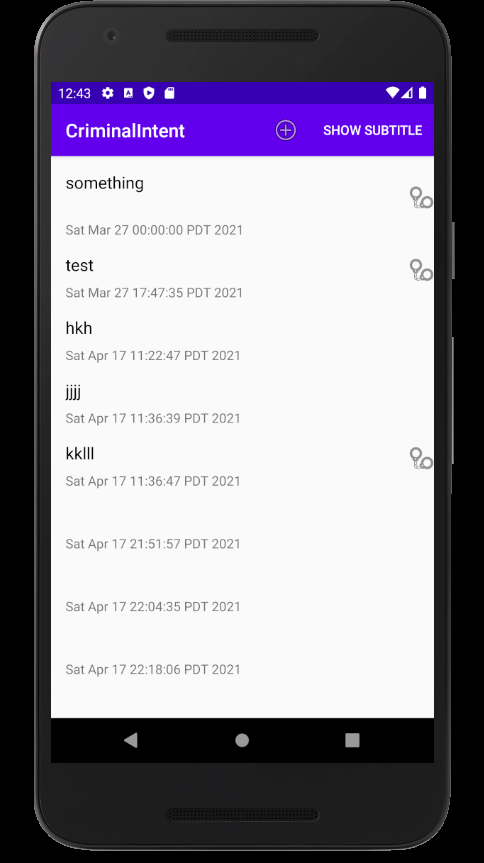 12:43
CriminalIntent SHOW SUBTITLE
something
Sat Mar 27 00:00:00 PDT 2021
test
Sat Mar 27 17:47:35 PDT 2021
hkh
Sat Apr 17 11:22:47 PDT 2021
jjjj
Sat Apr 17 11:36:39 PDT 2021
kklll
Sat Apr 17 11:36:47 PDT 2021
Sat Apr 17 21:51:57 PDT 2021
Sat Apr 17 22:04:35 PDT 2021
Sat Apr 17 22:18:06 PDT 2021